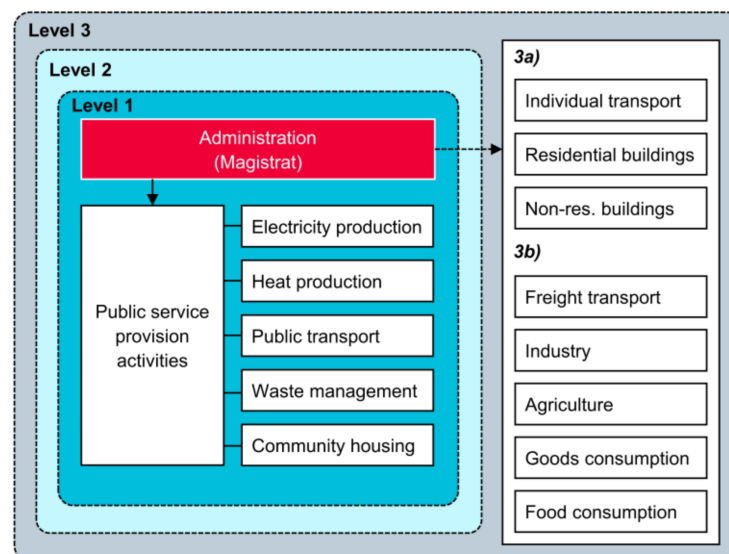 Level 3
Level 2
Level 1
Administration
(Magistrat)
Public service
provision
activities
Electricity production
Heat production
Public transport
Waste management
Community housing
3a)
Individual transport
Residential buildings
Non-res. buildings
3b)
Freight transport
Industry
Agriculture
Goods consumption
Food consumption